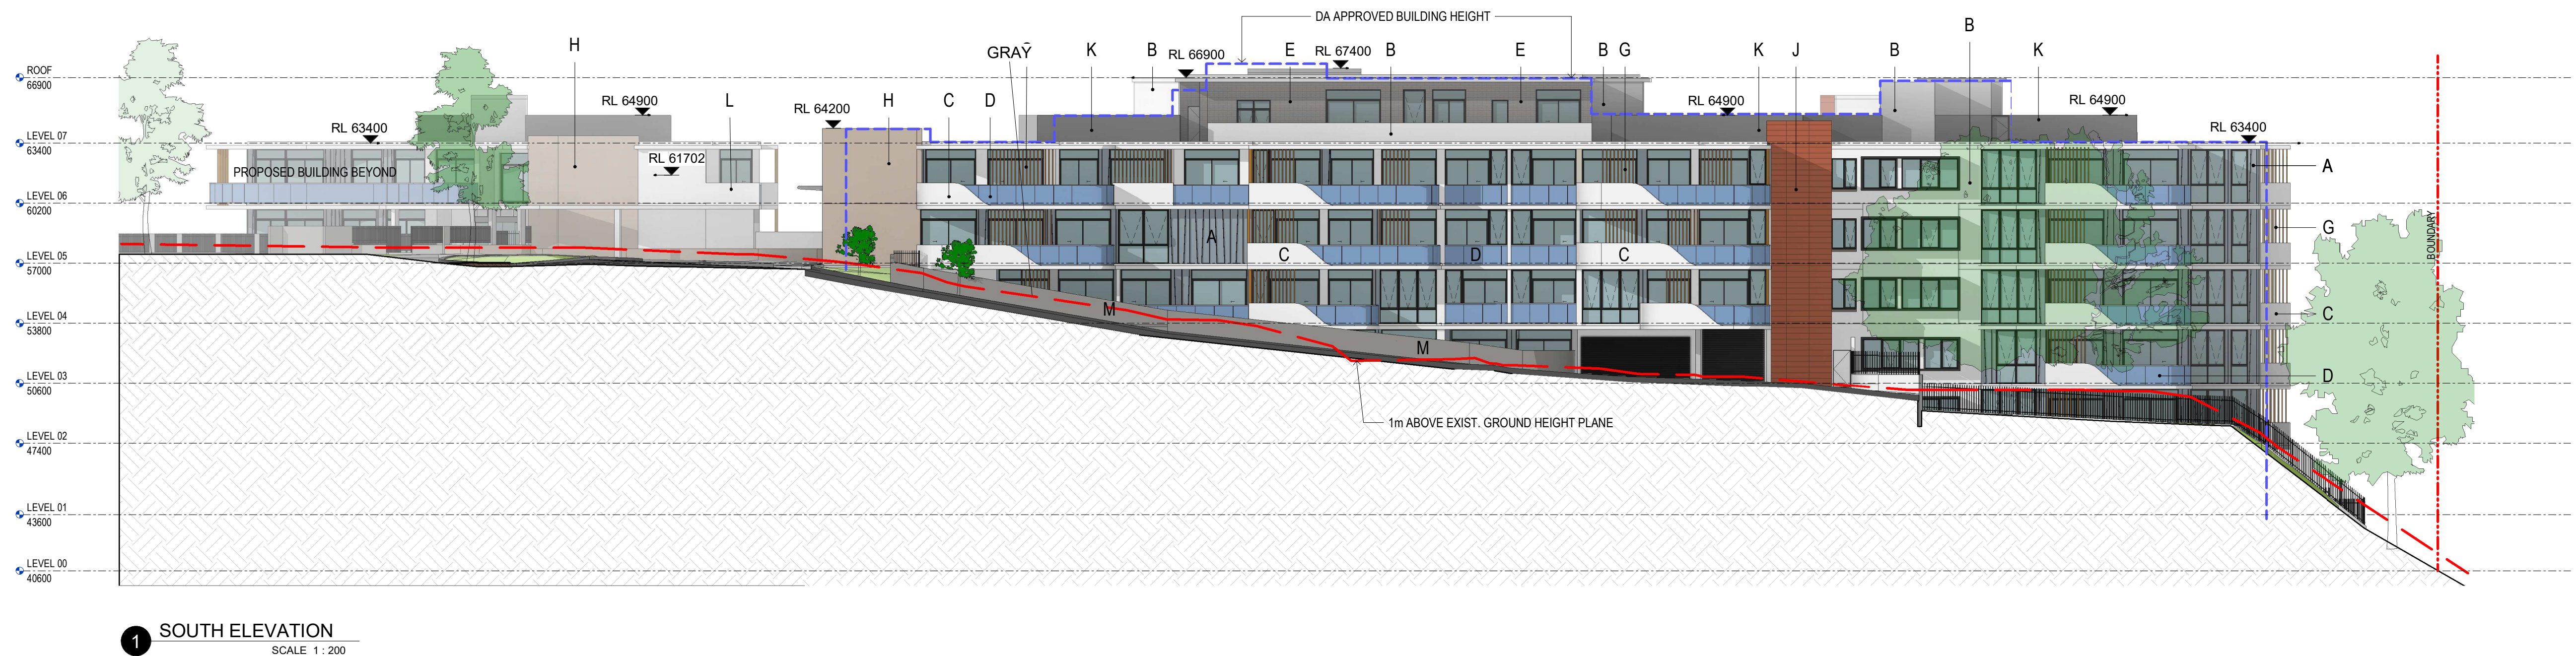 DA APPROVED BUILDING HEIGHT
H
GRAY
G
K
B
RL 66900
E
RL 67400
B
E
B
G
K
J
B
B
K
ROOF
66900
RL 64900
L
RL 64200
H
C
D
RL 64900
RL 64900
RL 63400
RL 63400
LEVEL 07
63400
RL 61702
PROPOSED BUILDING BEYOND
A
LEVEL 06
60200
BOUNDARY
G
A
C
D
C
LEVEL 05
57000
M
C
LEVEL 04
53800
M
D
LEVEL 03
50600
1m ABOVE EXIST. GROUND HEIGHT PLANE
LEVEL 02
47400
LEVEL 01
43600
LEVEL 00
40600
1
SOUTH ELEVATION
SCALE 1 : 200